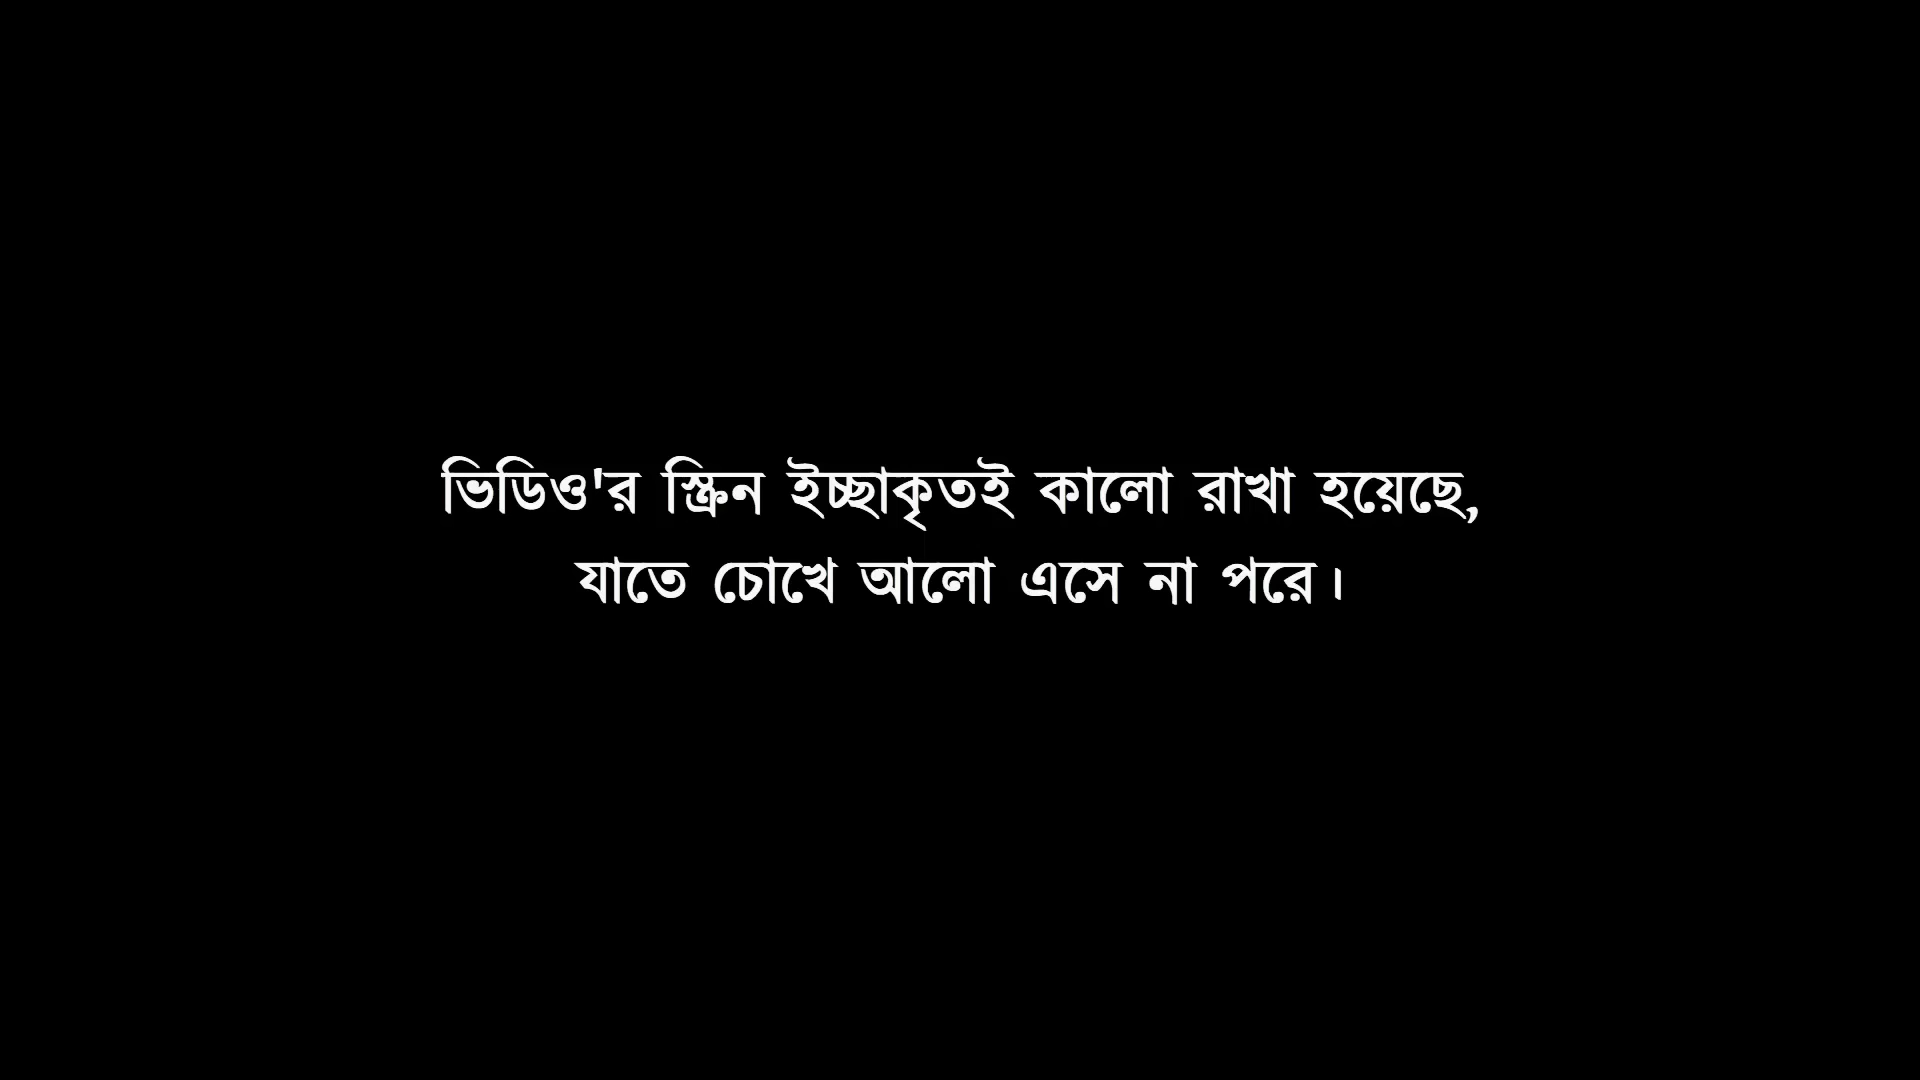 ভিডিও'র স্ক্রিন ইচ্ছাকৃতই কালো রাখা হয়েছে,
যাতে চোখে আলো এসে না পরে।